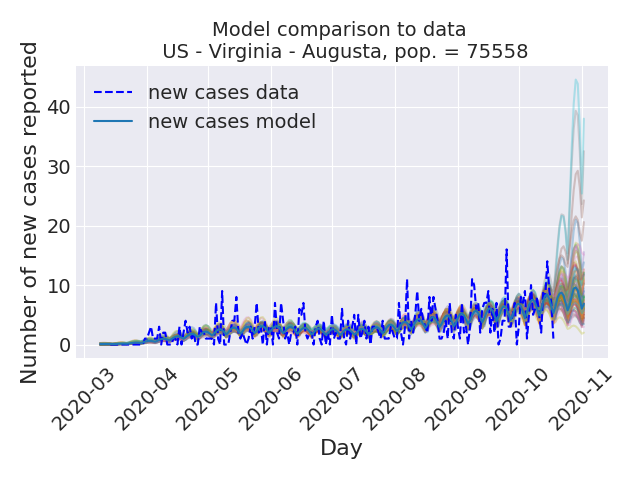 Model comparison to data
US - Virginia - Augusta, pop. = 75558
Number of new cases reported
40
30
20
10
0
new cases data
new cases model
2020-03
2020-04
2020-05
2020-06
2020-07
2020-08
2020-09
2020-10
2020-11
Day